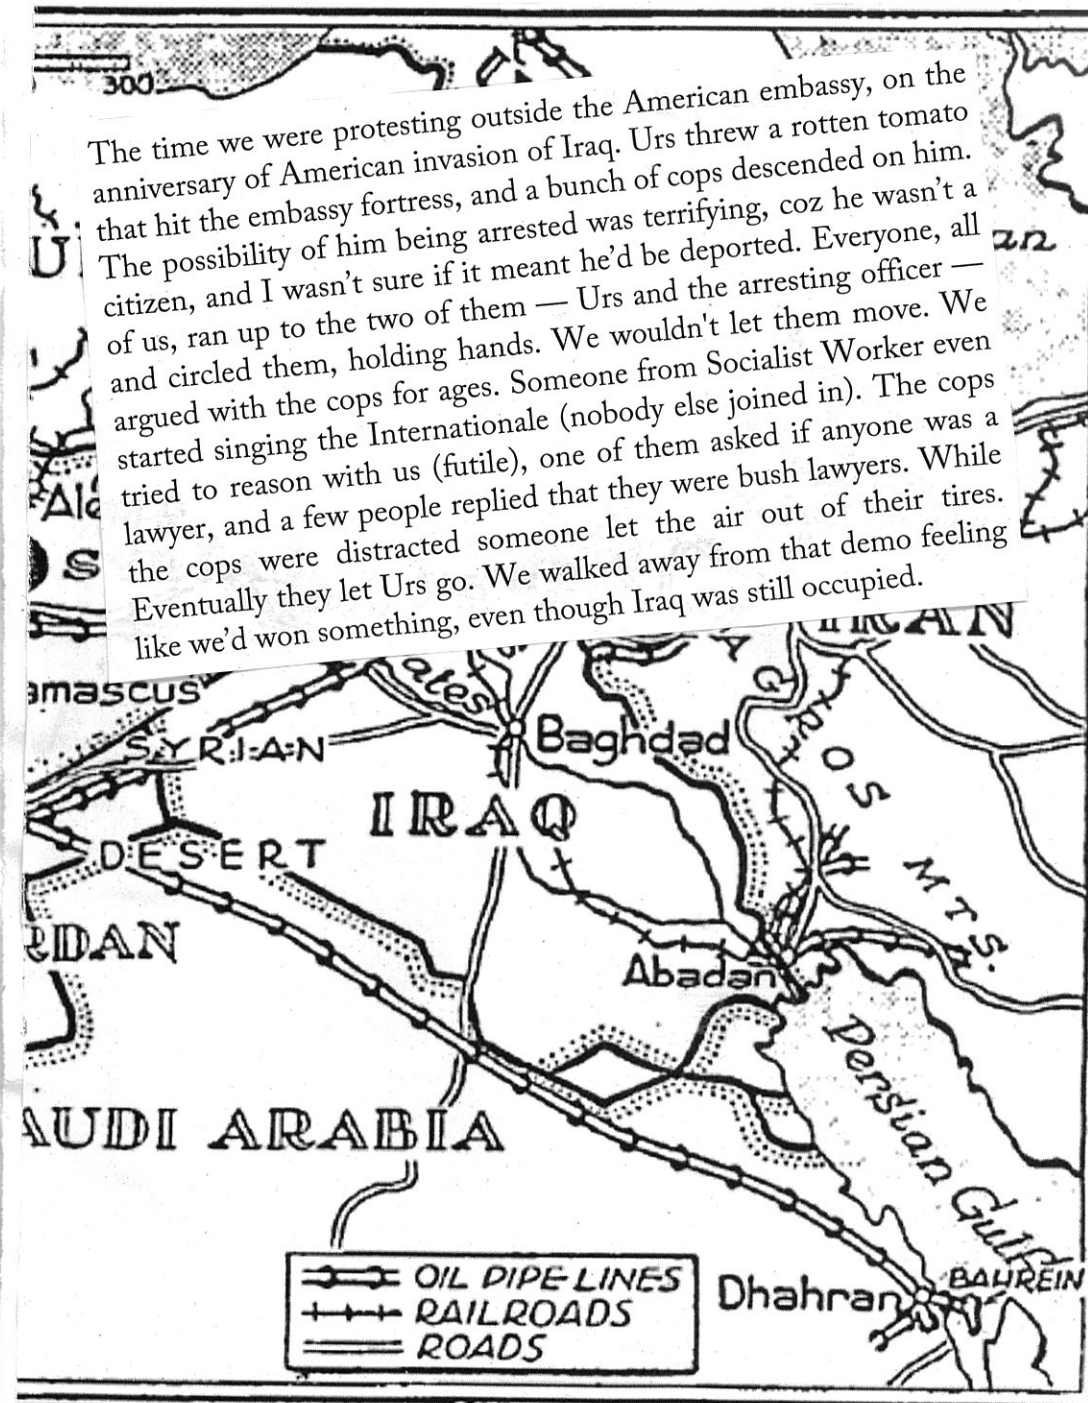 300
The time we were protesting outside the American embassy, on the
anniversary of American invasion of Iraq. Urs threw a rotten tomato
that hit the embassy fortress, and a bunch of cops descended on him.
The possibility of him being arrested was terrifying, coz he wasn't a
citizen, and I wasn't sure if it meant he'd be deported. Everyone, all
of us, ran up to the two of them — Urs and the arresting officer —
and circled them, holding hands. We wouldn't let them move. We
argued with the cops for ages. Someone from Socialist Worker even
started singing the Internationale (nobody else joined in). The cops
tried to reason with us (futile), one of them asked if anyone was a
lawyer, and a few people replied that they were bush lawyers. While
the cops were distracted someone let the air out of their tires.
Eventually they let Urs go. We walked away from that demo feeling
like we'd won something, even though Iraq was still occupied.
IRAN
amascus
ates
SYRIAN
Baghdad
AGROS MTS.
IRAQ
DESERT
RDAN
Abadan
Persian Gulf
AUDI ARABIA
OIL PIPE-LINES
RAILROADS
ROADS
Dhahran
BAHREIN